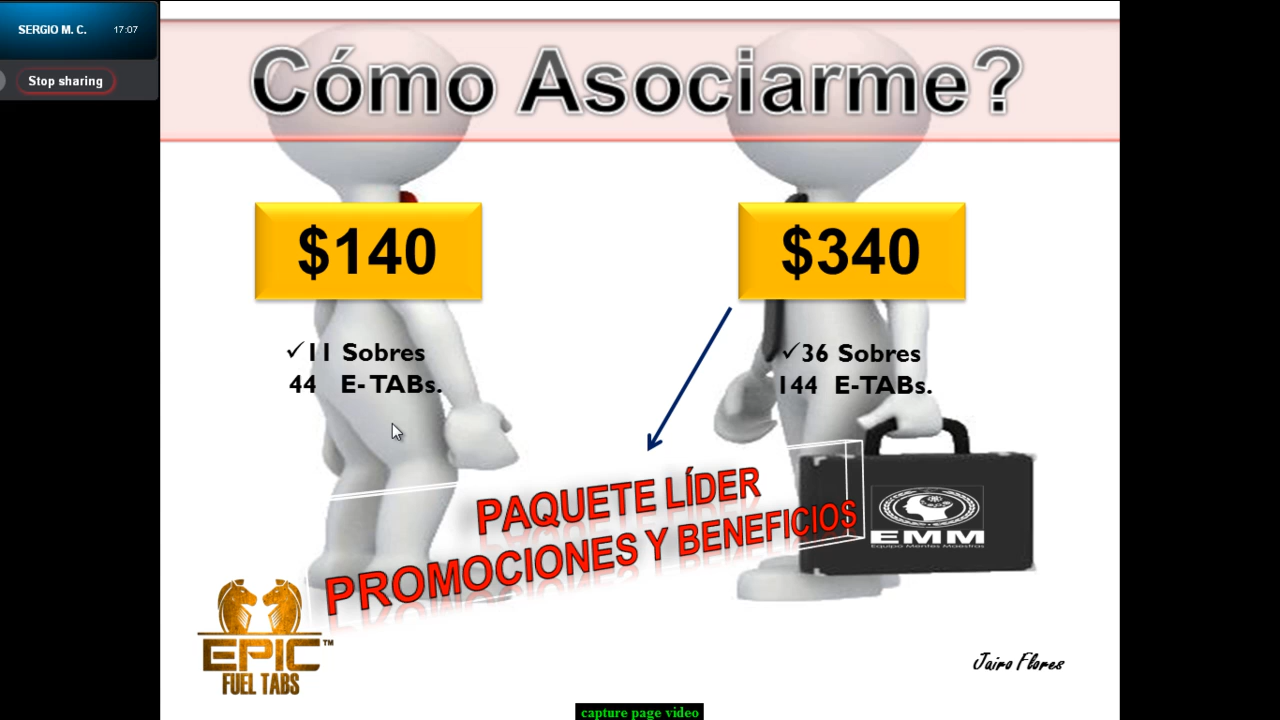 SERGIO M. C. 17:07
Stop sharing
Cómo Asociarme?
$140
$340
✓11 Sobres
44 E-TABs.
✓36 Sobres
144 E-TABs.
PAQUETE LÍDER
PROMOCIONES Y BENEFICIOS
EMM
Equipo Mentes Maestras
EPIC™
FUEL TABS
Jairo Flores
capture page video